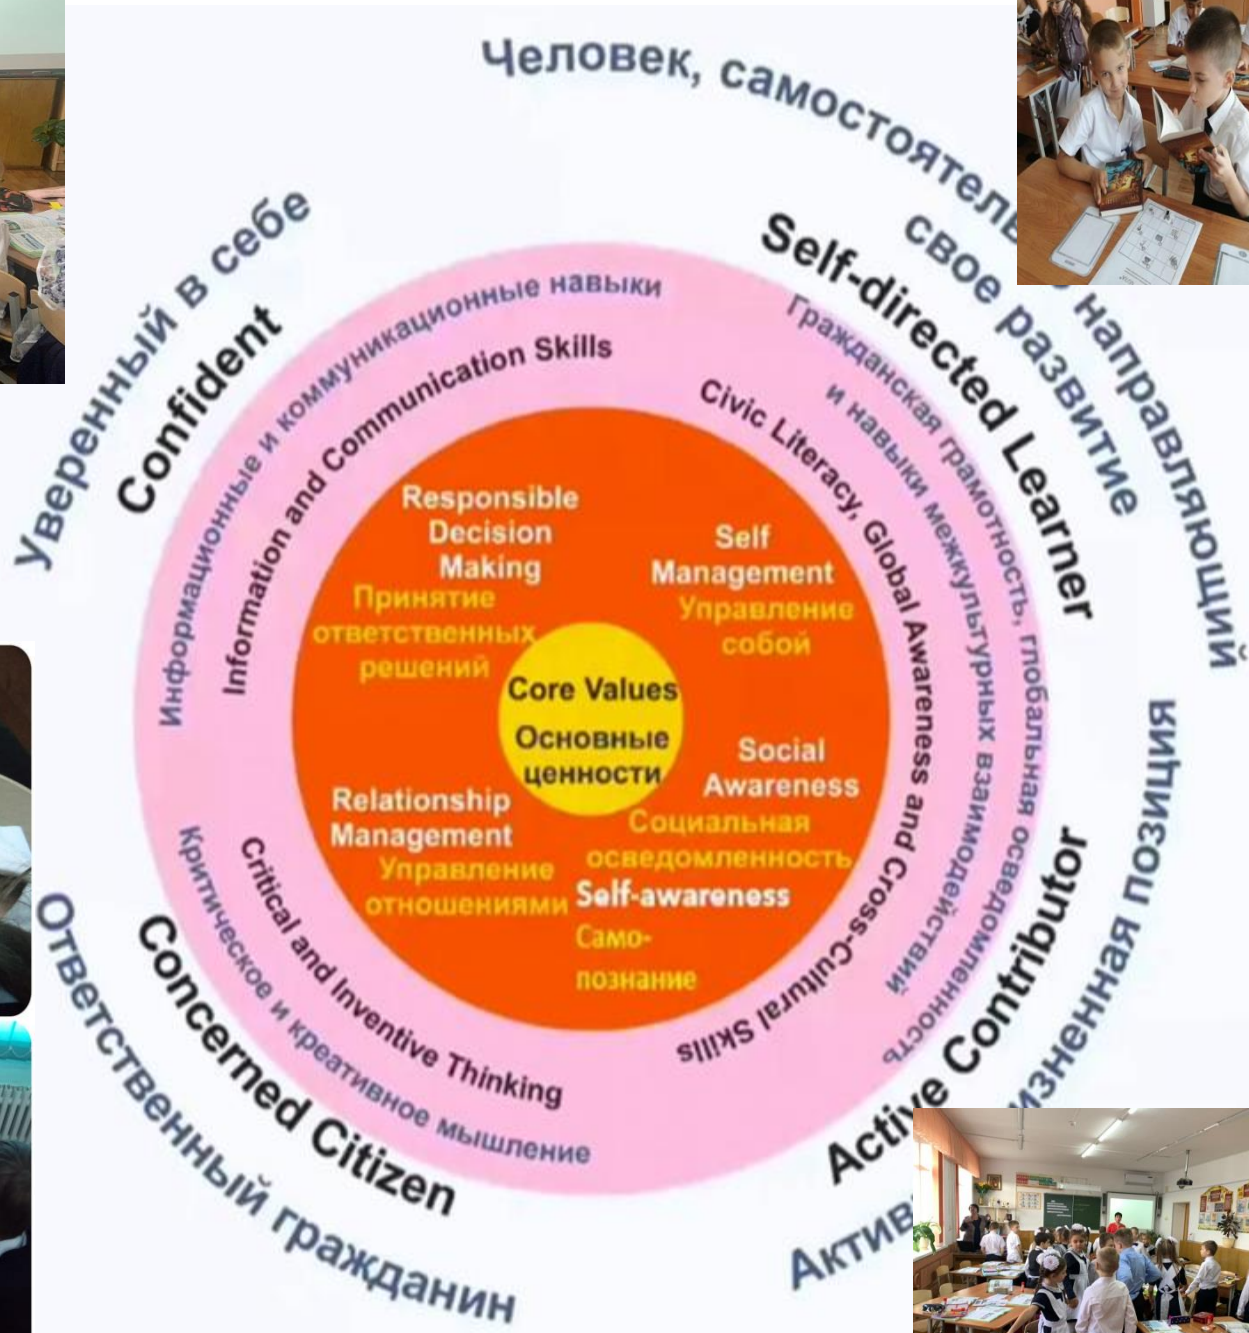 Человек, самостоятельно направляющий
свое развитие
Self-directed Learner
Уверенный в себе
Confident
Информационные и коммуникационные навыки
Information and Communication Skills
Гражданская грамотность, глобальная осведомленность
и навыки межкультурных взаимодействий
Civic Literacy, Global Awareness and Cross-Cultural Skills
Responsible
Decision
Making
Принятие
ответственных
решений
Self
Management
Управление
собой
Core Values
Основные
ценности
Social
Awareness
Социальная
осведомленность
Relationship
Management
Управление
отношениями
Self-awareness
Само-
познание
Critical and Inventive Thinking
Критическое и креативное мышление
Concerned Citizen
Ответственный гражданин
Active Contributor
позиция